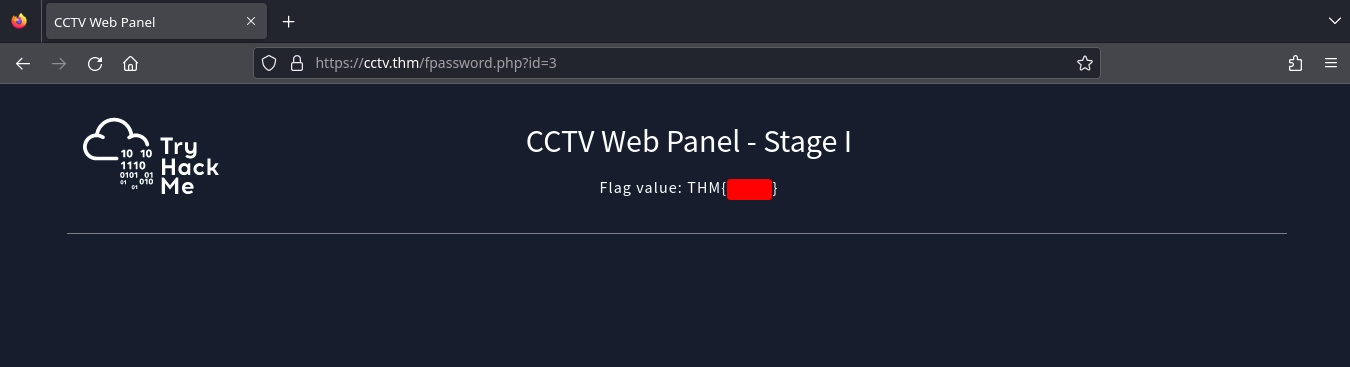 CCTV Web Panel
https://cctv.thm/fpassword.php?id=3
10 10
1110
0101 01
01 01 010
Try
Hack
Me
CCTV Web Panel - Stage I
Flag value: THM{ }